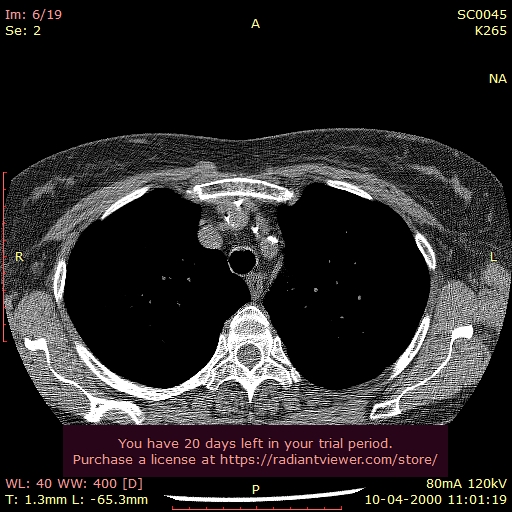 Im: 6/19
Se: 2
A
SC0045
K265
NA
R
L
You have 20 days left in your trial period.
Purchase a license at https://radiantviewer.com/store/
WL: 40 WW: 400 [D]
T: 1.3mm L: -65.3mm
P
80mA 120kV
10-04-2000 11:01:19